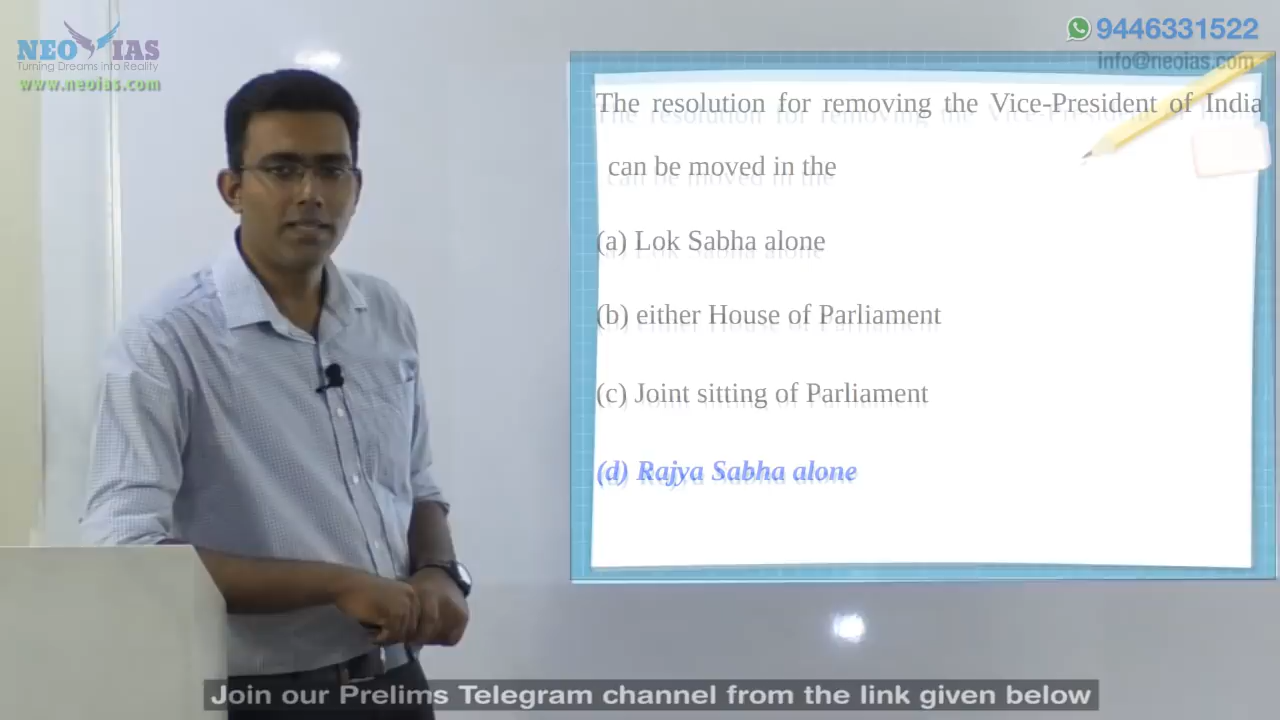 NEO IAS
Turning Dreams into Reality
www.neoias.com
9446331522
info@neoias.com
The resolution for removing the Vice-President of India
can be moved in the
(a) Lok Sabha alone
(b) either House of Parliament
(c) Joint sitting of Parliament
(d) Rajya Sabha alone
Join our Prelims Telegram channel from the link given below